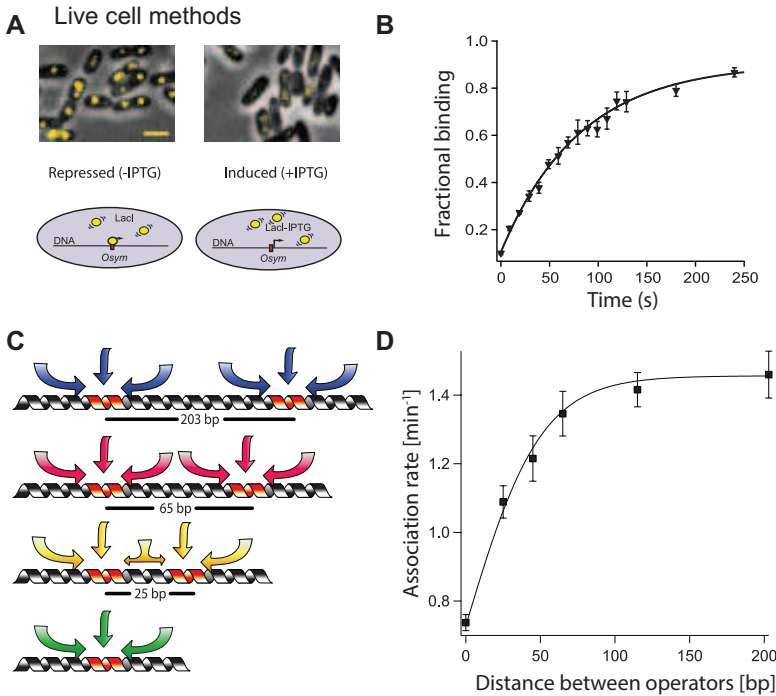 Live cell methods
A
Repressed (-IPTG)
Induced (+IPTG)
LacI
DNA
Osym
LacI-IPTG
DNA
Osym
B
Fractional binding
1.0
0.8
0.6
0.4
0.2
0
50
100
150
200
250
Time (s)
C
203 bp
65 bp
25 bp
D
Association rate [min⁻¹]
1.4
1.2
1.0
0.8
0
50
100
150
200
Distance between operators [bp]